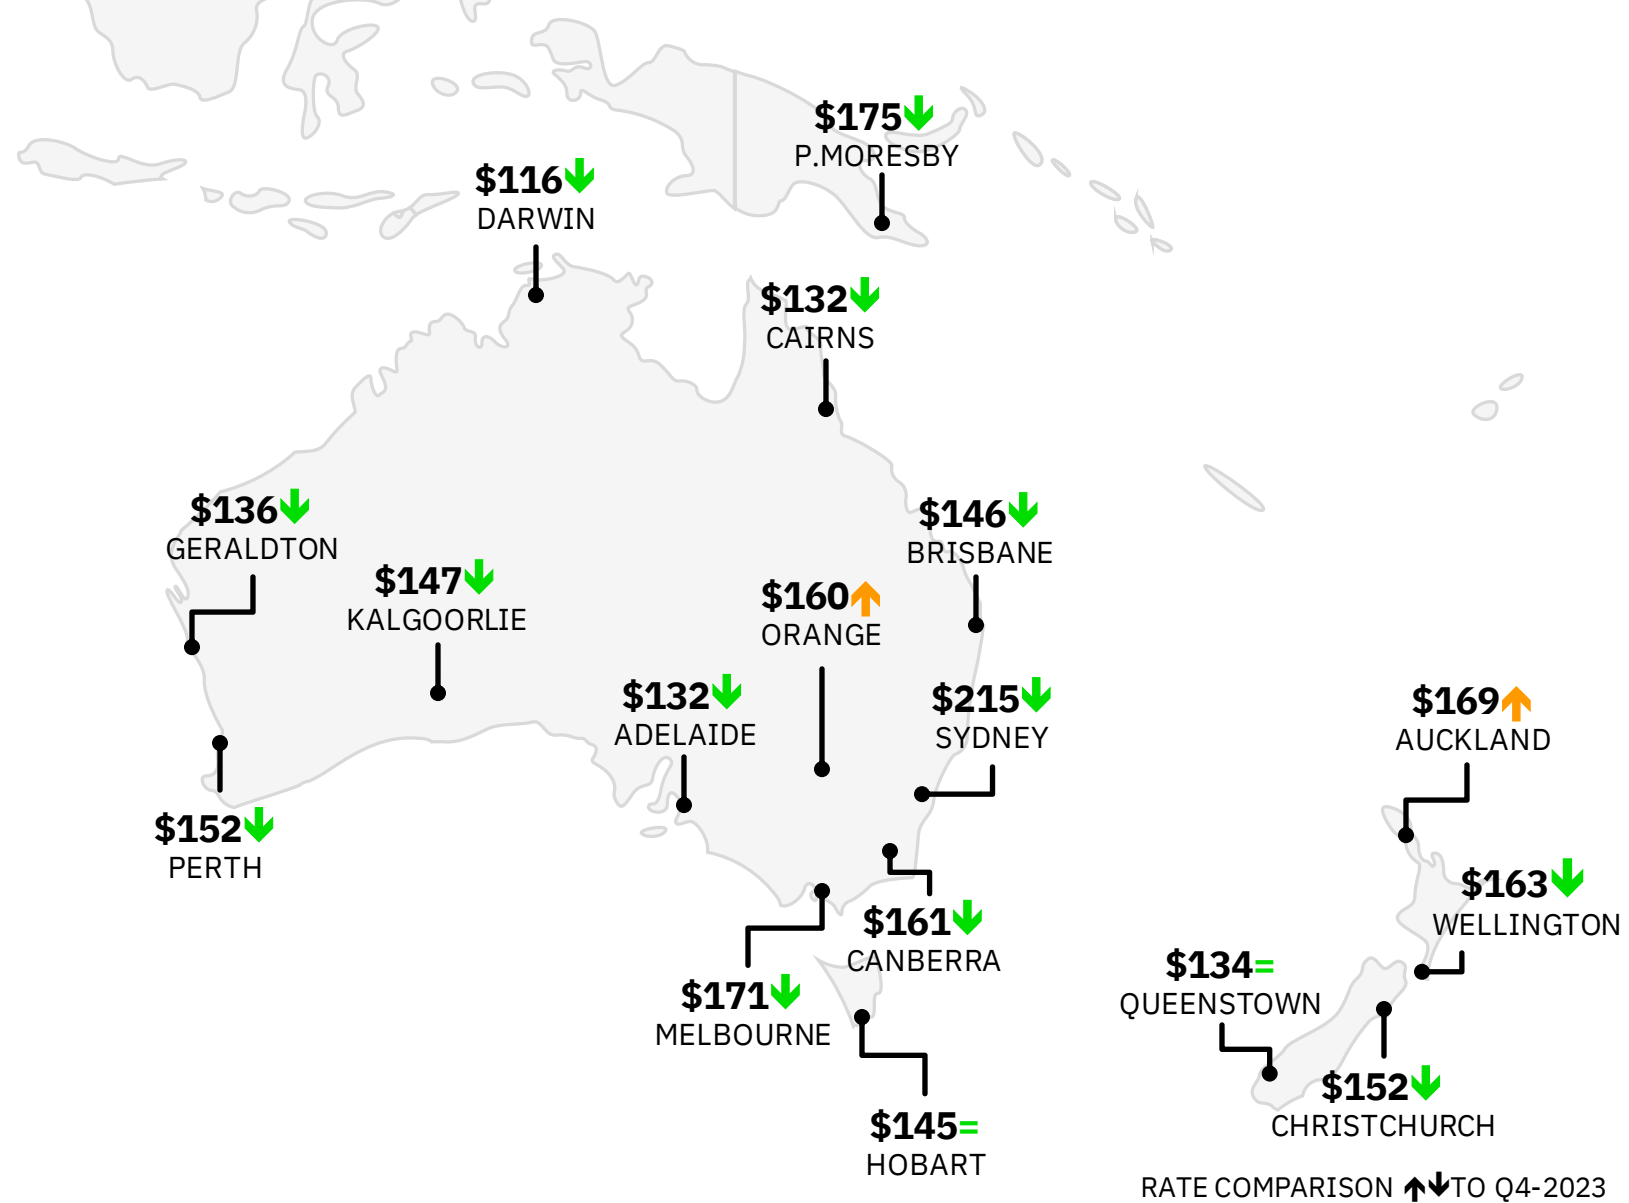 $175↓
P.MORESBY
$116↓
DARWIN
$132↓
CAIRNS
$136↓
GERALDTON
$146↓
BRISBANE
$147↓
KALGOORLIE
$160↑
ORANGE
$132↓
ADELAIDE
$215↓
SYDNEY
$169↑
AUCKLAND
$152↓
PERTH
$163↓
WELLINGTON
$161↓
CANBERRA
$134=
QUEENSTOWN
$171↓
MELBOURNE
$152↓
CHRISTCHURCH
$145=
HOBART
RATE COMPARISON ↑↓TO Q4-2023